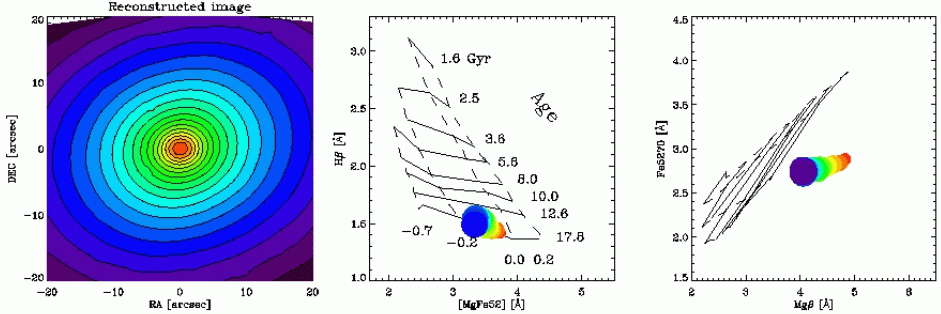 Reconstructed image
20
10
0
−10
−20
−20 −10 0 10 20
DEC [arcsec]
RA [arcsec]
3.0
2.5
2.0
1.5
1.0
2 3 4 5
Hβ [Å]
[MgFe52] [Å]
1.6 Gyr
2.5
3.6
5.6
8.0
10.0
12.6
17.8
Age
−0.7 −0.2 0.0 0.2
4.5
4.0
3.5
3.0
2.5
2.0
1.5
2 3 4 5 6
Fe5270 [Å]
Mgβ [Å]